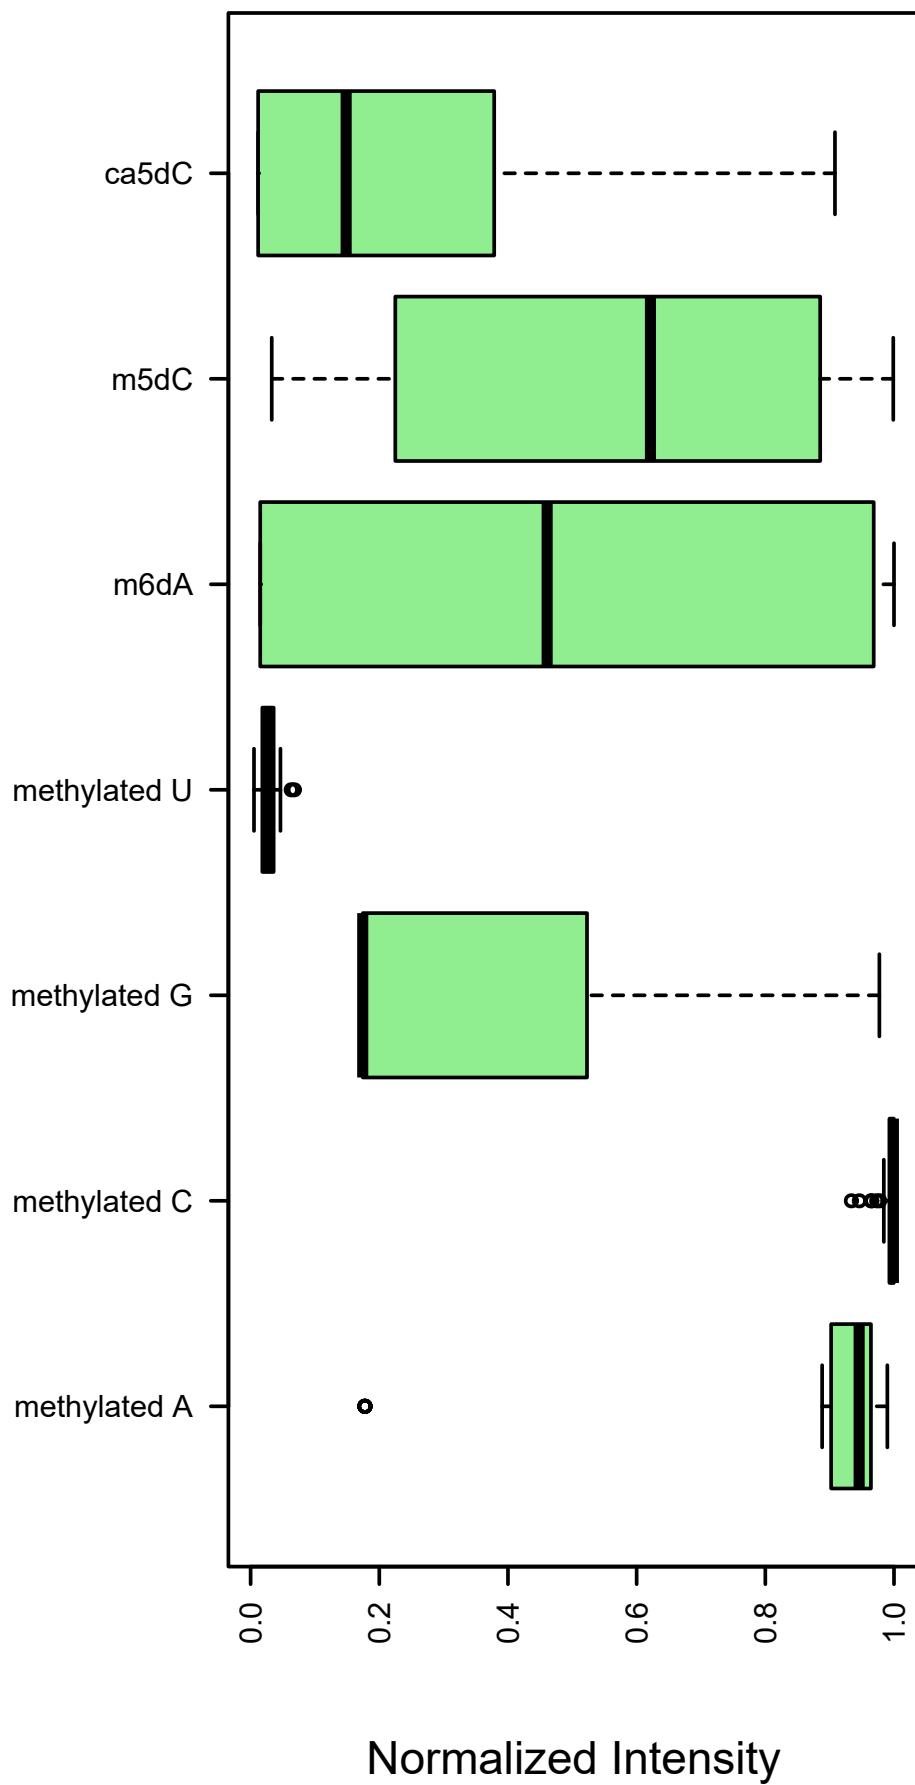 ca5dC
m5dC
m6dA
methylated U
methylated G
methylated C
methylated A
0.0
0.2
0.4
0.6
0.8
1.0
Normalized Intensity